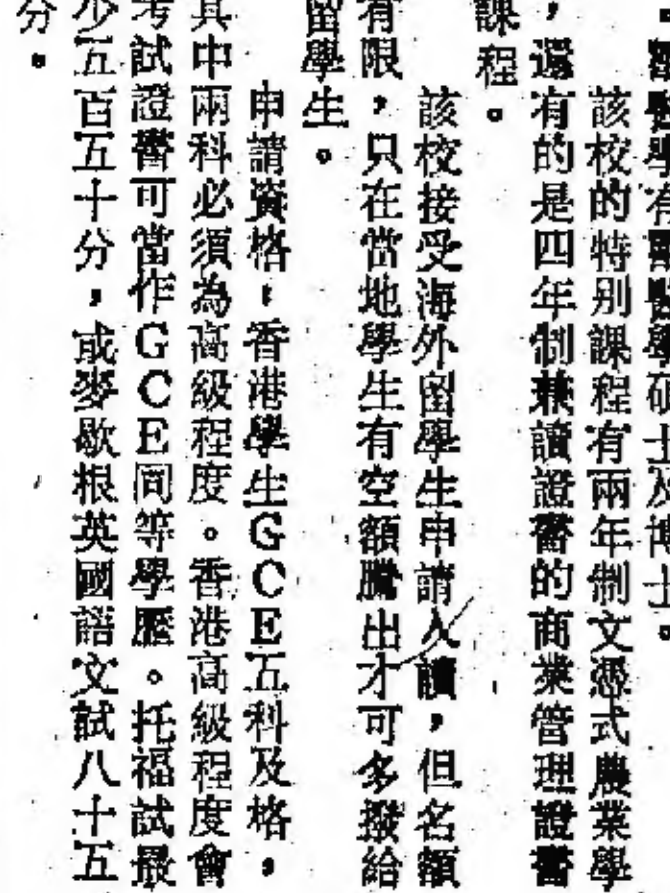 獸醫學有獸醫學碩士及博士。
該校的特別課程有兩年制文憑式農業學
，還有的是四年制兼讀證書的商業管理證書
課程。
該校接受海外留學生申請入讀，但名額
有限，只在當地學生有空額騰出才可多撥給
留學生。
申請資格，香港學生GCE五科及格，
其中兩科必須為高級程度。香港高級程度會
考試證書可當作GCE同等學歷。托福試最
少五百五十分，或麥歇根英國語文試八十五
分。